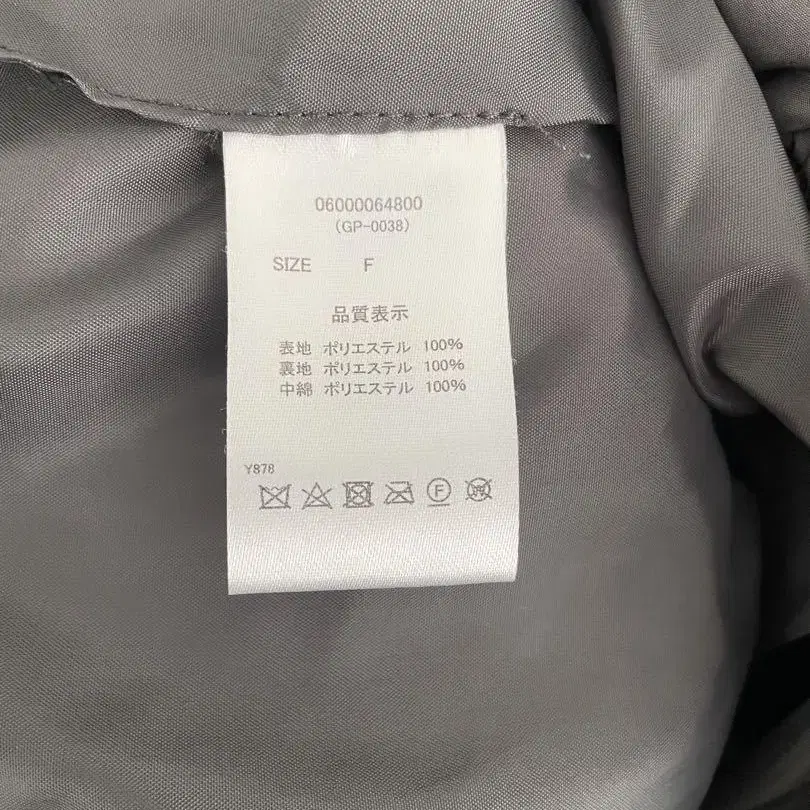 06000064800
(GP-0038)
SIZE F
品質表示
表地 ポリエステル 100%
裏地 ポリエステル 100%
中綿 ポリエステル 100%
Y878
F
W